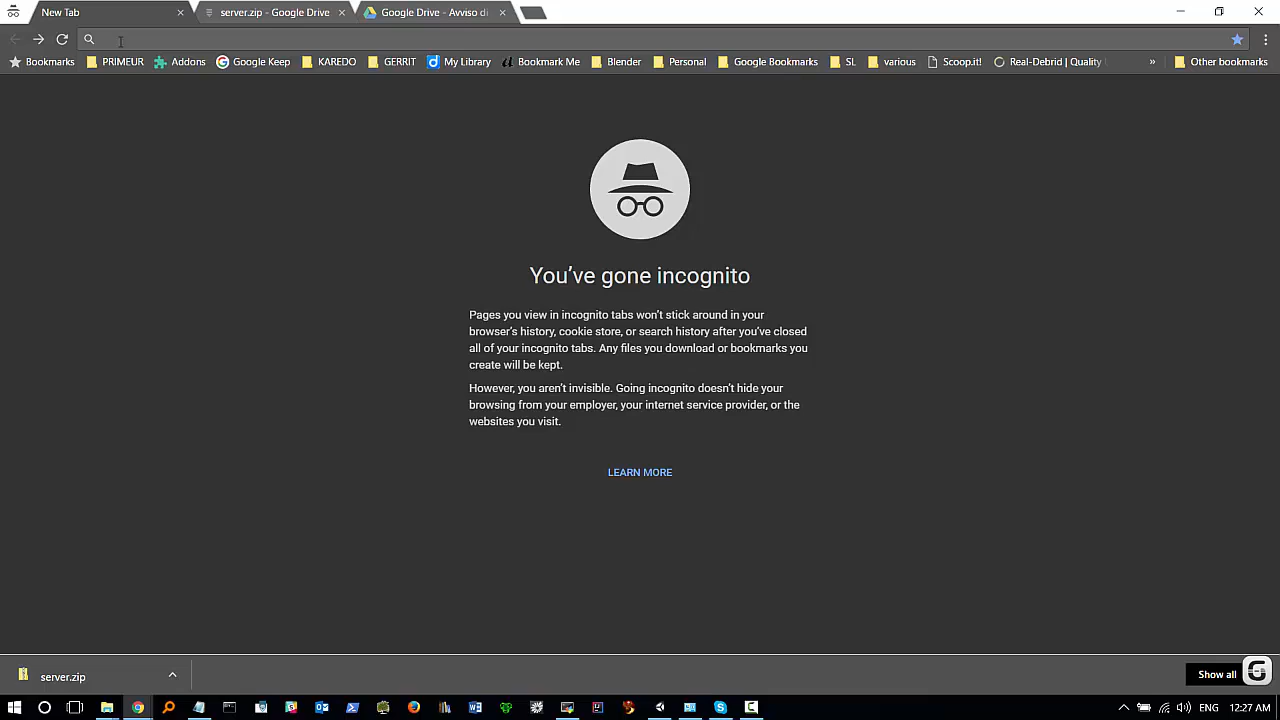 New Tab
server.zip - Google Drive
Google Drive - Avviso di
Bookmarks
PRIMEUR
Addons
Google Keep
KAREDO
GERRIT
My Library
Bookmark Me
Blender
Personal
Google Bookmarks
SL
various
Scoop.it!
Real-Debrid | Quality
»
Other bookmarks
You've gone incognito
Pages you view in incognito tabs won't stick around in your
browser's history, cookie store, or search history after you've closed
all of your incognito tabs. Any files you download or bookmarks you
create will be kept.
However, you aren't invisible. Going incognito doesn't hide your
browsing from your employer, your internet service provider, or the
websites you visit.
LEARN MORE
server.zip
Show all
ENG
12:27 AM